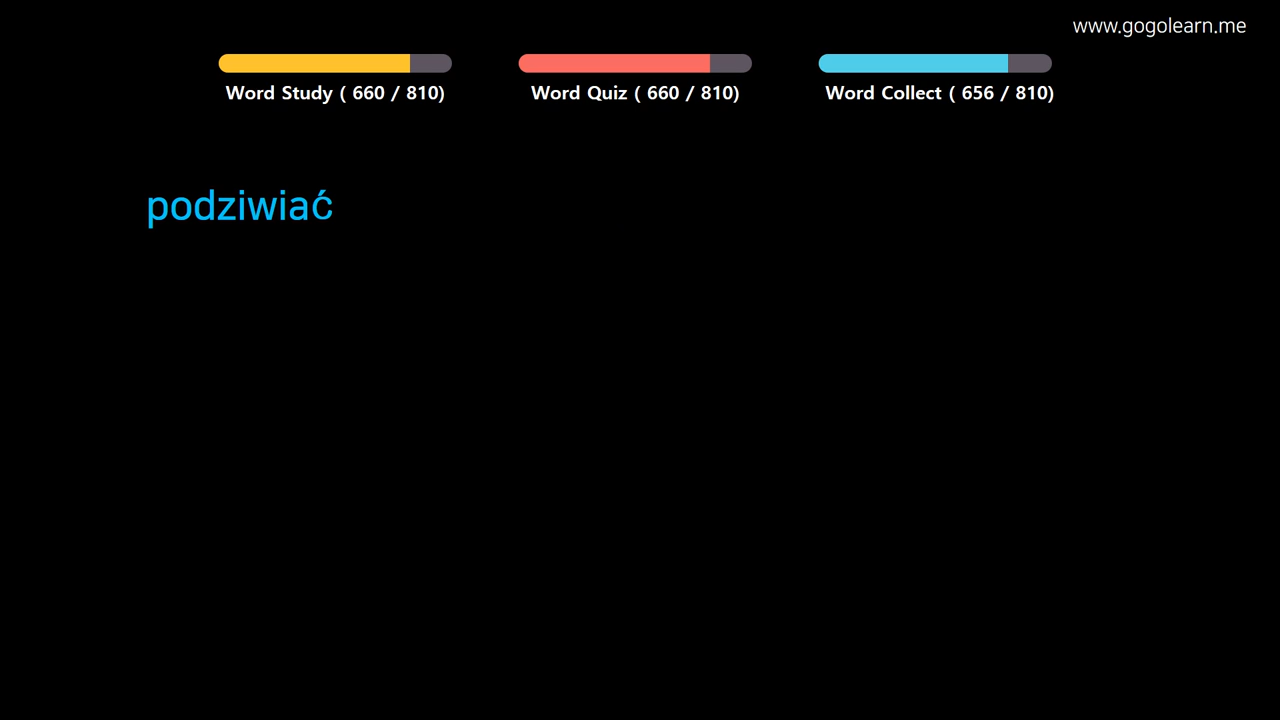 www.gogolearn.me
Word Study ( 660 / 810)
Word Quiz ( 660 / 810)
Word Collect ( 656 / 810)
podziwiać